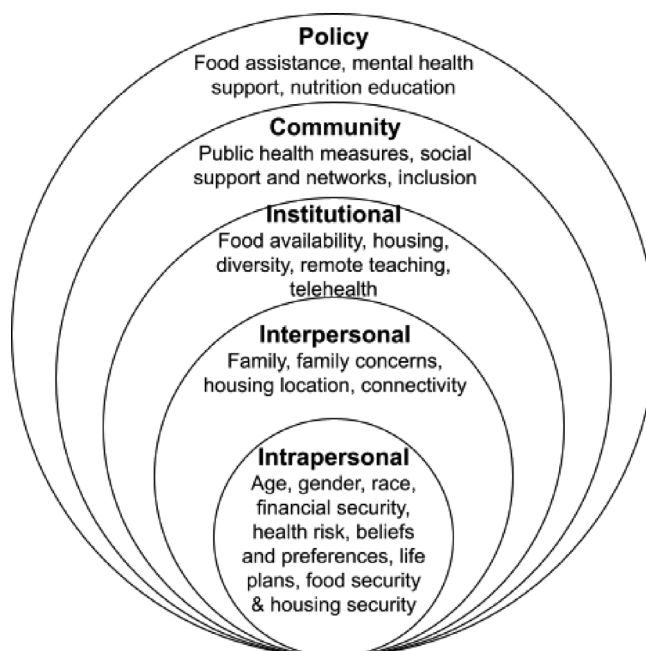 Policy
Food assistance, mental health
support, nutrition education
Community
Public health measures, social
support and networks, inclusion
Institutional
Food availability, housing,
diversity, remote teaching,
telehealth
Interpersonal
Family, family concerns,
housing location, connectivity
Intrapersonal
Age, gender, race,
financial security,
health risk, beliefs
and preferences, life
plans, food security
& housing security